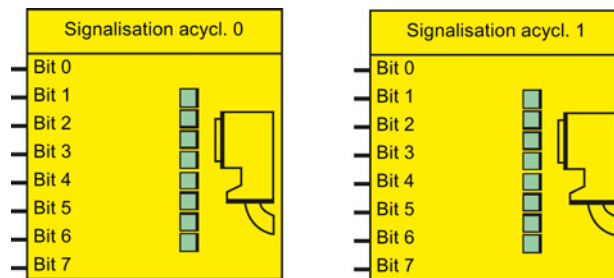 Signalisation acycl. 0
Bit 0
Bit 1
Bit 2
Bit 3
Bit 4
Bit 5
Bit 6
Bit 7
Signalisation acycl. 1
Bit 0
Bit 1
Bit 2
Bit 3
Bit 4
Bit 5
Bit 6
Bit 7